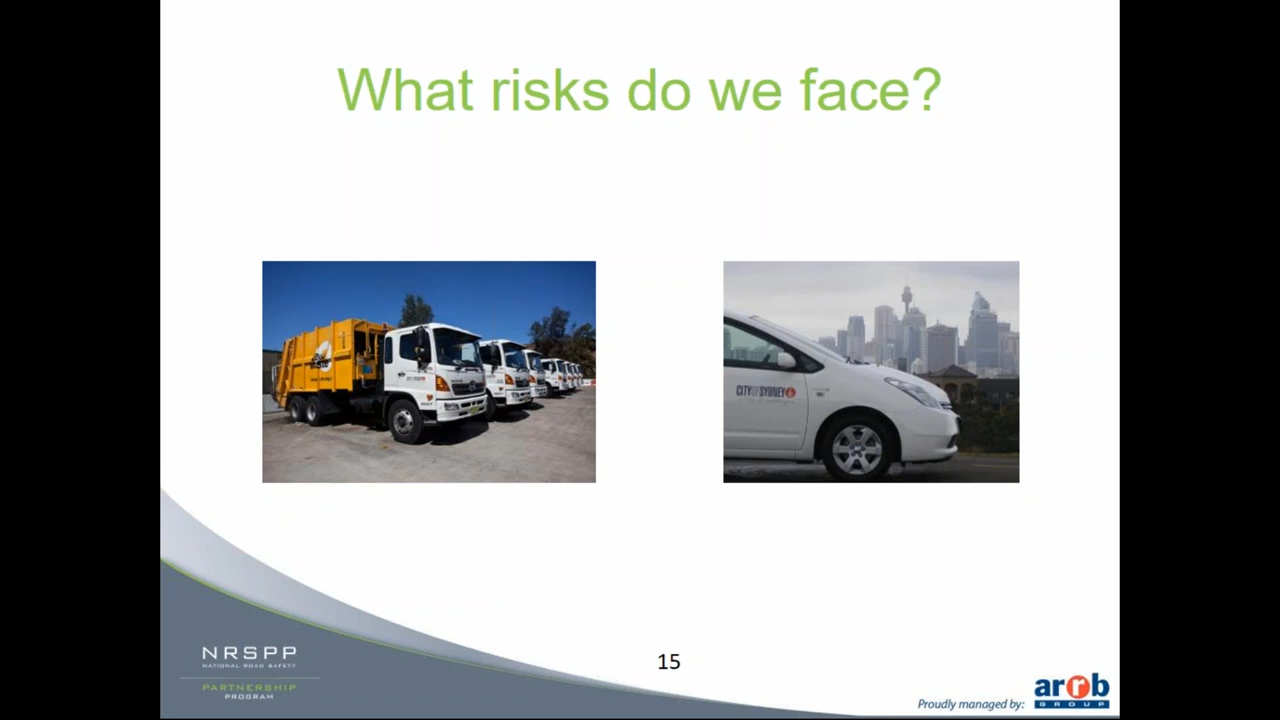 What risks do we face?
CITY OF SYDNEY
NRSPP
NATIONAL ROAD SAFETY
PARTNERSHIP
PROGRAM
15
Proudly managed by:
arrb
GROUP